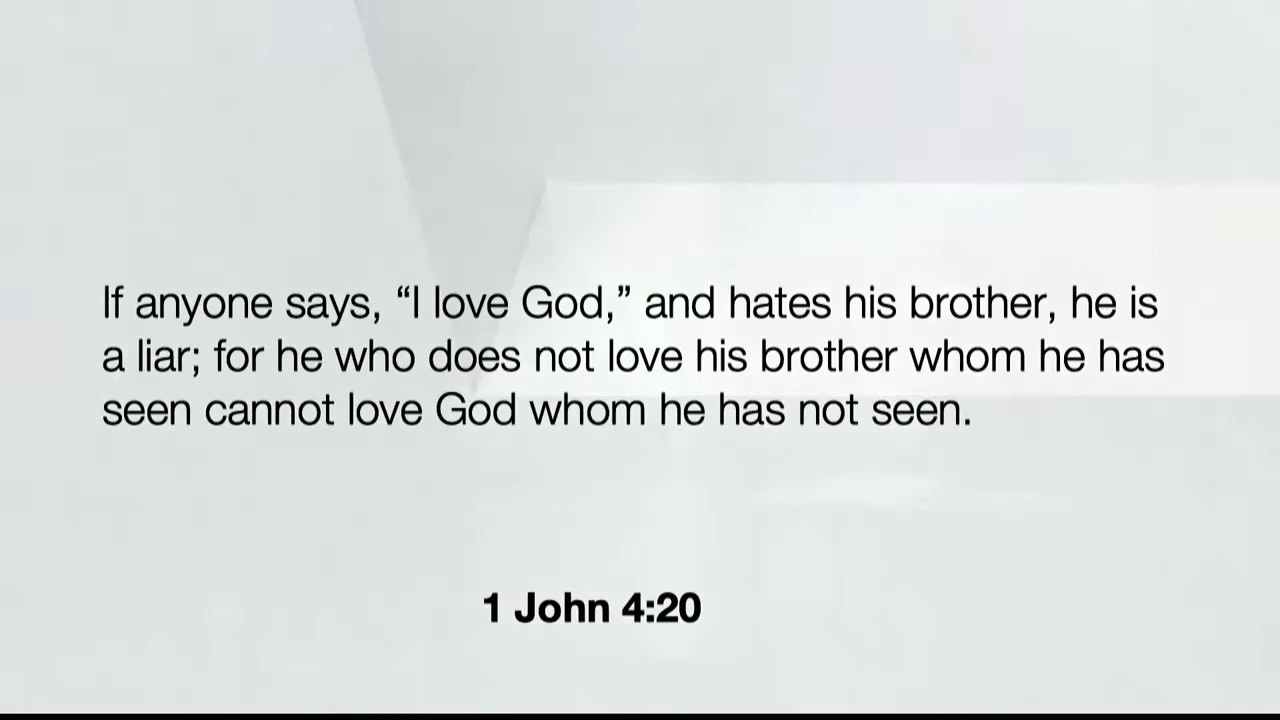 If anyone says, “I love God,” and hates his brother, he is
a liar; for he who does not love his brother whom he has
seen cannot love God whom he has not seen.
1 John 4:20